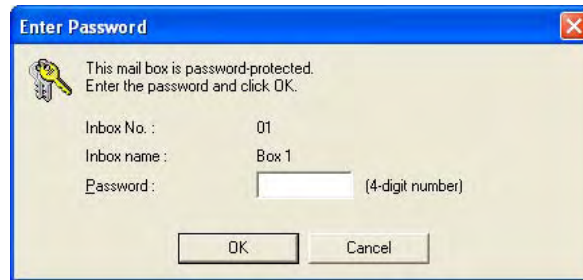 Enter Password
This mail box is password-protected.
Enter the password and click OK.
Inbox No. : 01
Inbox name : Box 1
Password : (4-digit number)
OK Cancel